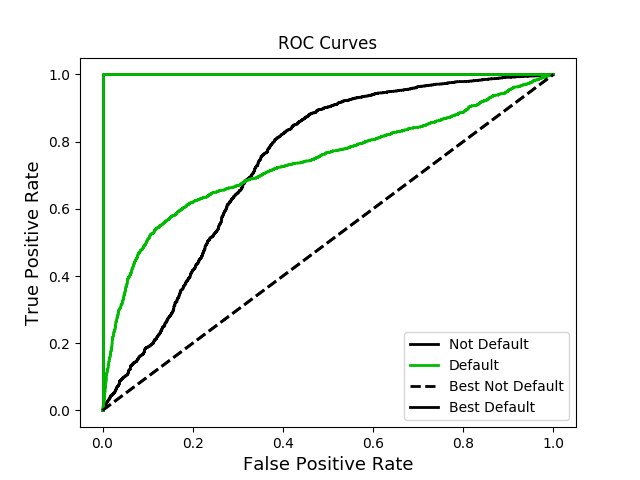 ROC Curves
True Positive Rate
1.0
0.8
0.6
0.4
0.2
0.0
Not Default
Default
Best Not Default
Best Default
0.0 0.2 0.4 0.6 0.8 1.0
False Positive Rate